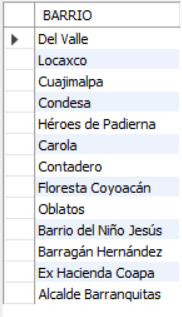 BARRIO
Del Valle
Locaxco
Cuajimalpa
Condesa
Héroes de Padierna
Carola
Contadero
Floresta Coyoacán
Oblatos
Barrio del Niño Jesús
Barragán Hernández
Ex Hacienda Coapa
Alcalde Barranquitas